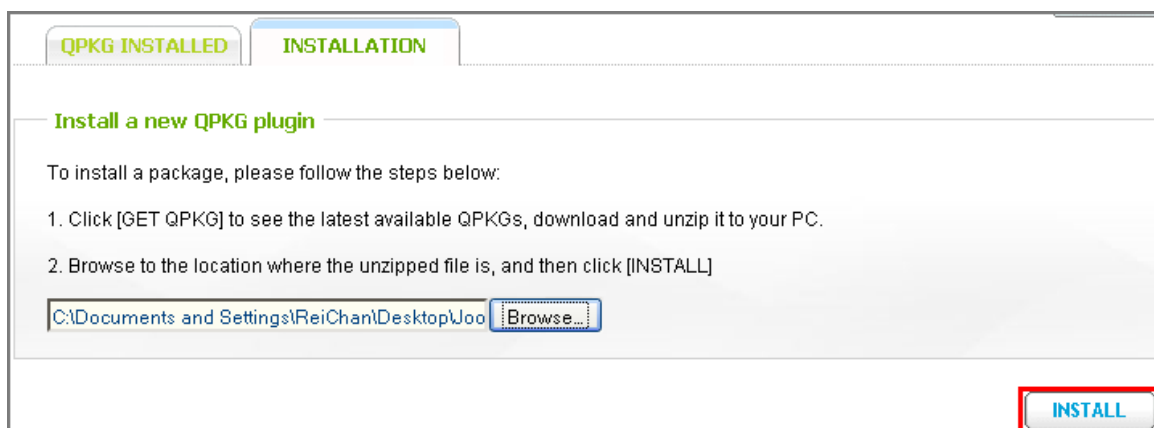 QPKG INSTALLED
INSTALLATION
Install a new QPKG plugin
To install a package, please follow the steps below:
1. Click [GET QPKG] to see the latest available QPKGs, download and unzip it to your PC.
2. Browse to the location where the unzipped file is, and then click [INSTALL]
C:\Documents and Settings\ReiChan\Desktop\Joo Browse...
INSTALL